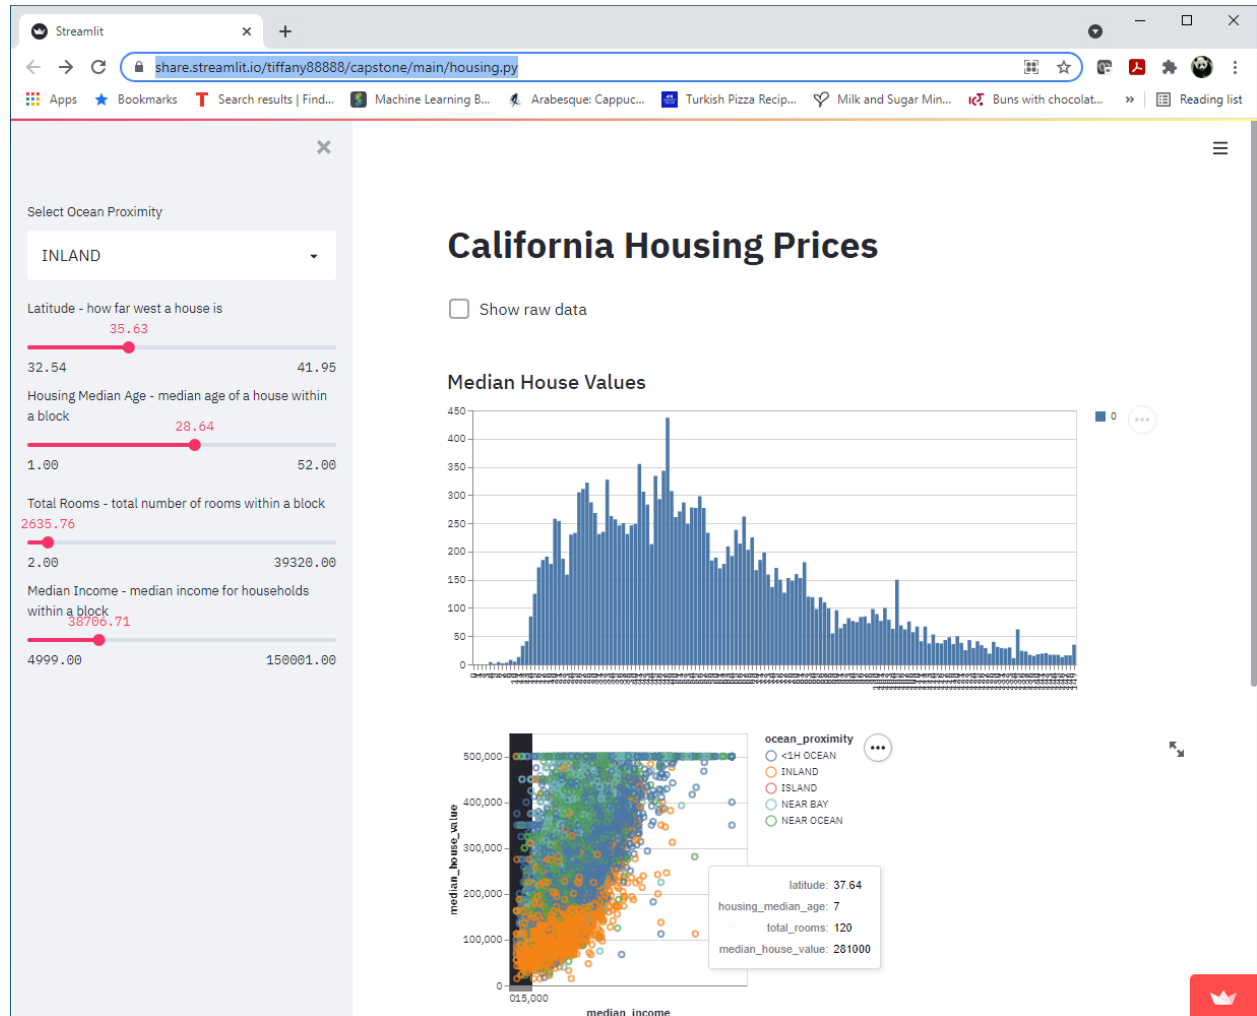 Streamlit
share.streamlit.io/tiffany88888/capstone/main/housing.py
Apps Bookmarks Search results | Find... Machine Learning B... Arabesque: Cappuc... Turkish Pizza Recip... Milk and Sugar Min... Buns with chocolat... » Reading list
Select Ocean Proximity
INLAND
Latitude - how far west a house is
35.63
32.54 41.95
Housing Median Age - median age of a house within
a block
28.64
1.00 52.00
Total Rooms - total number of rooms within a block
2635.76
2.00 39320.00
Median Income - median income for households
within a block
38706.71
4999.00 150001.00
California Housing Prices
Show raw data
Median House Values
450
400
350
300
250
200
150
100
50
0
0
500,000
400,000
300,000
200,000
100,000
0
median_house_value
015,000
median_income
ocean_proximity
<1H OCEAN
INLAND
ISLAND
NEAR BAY
NEAR OCEAN
latitude: 37.64
housing_median_age: 7
total_rooms: 120
median_house_value: 281000